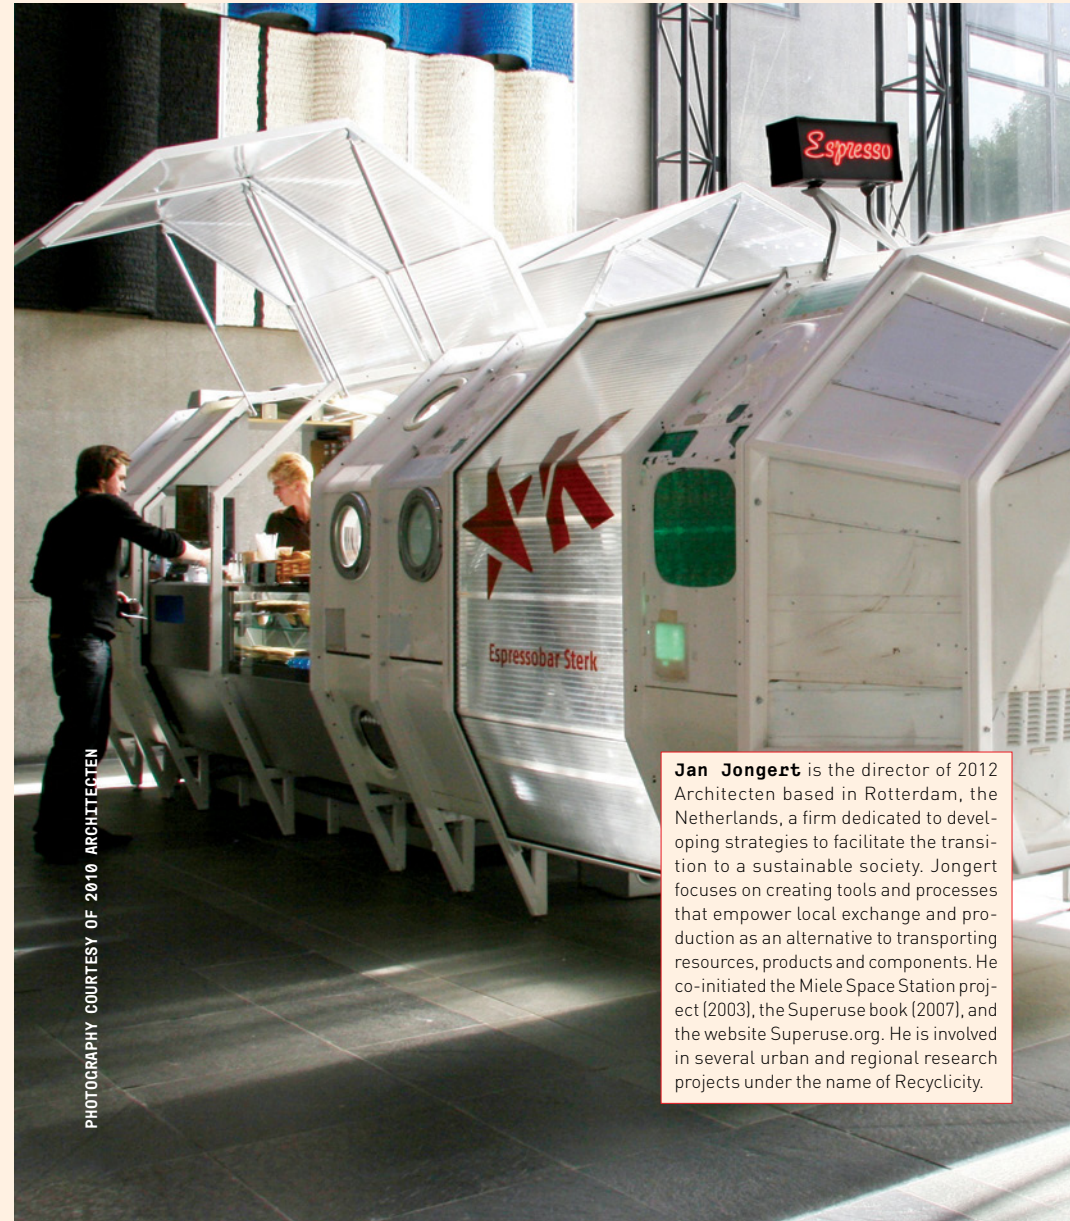 Espresso
Espressobar Sterk
PHOTOGRAPHY COURTESY OF 2010 ARCHITECTEN
Jan Jongert is the director of 2012
Architecten based in Rotterdam, the
Netherlands, a firm dedicated to devel-
oping strategies to facilitate the transi-
tion to a sustainable society. Jongert
focuses on creating tools and processes
that empower local exchange and pro-
duction as an alternative to transporting
resources, products and components. He
co-initiated the Miele Space Station proj-
ect (2003), the Superuse book (2007), and
the website Superuse.org. He is involved
in several urban and regional research
projects under the name of Recyclicity.